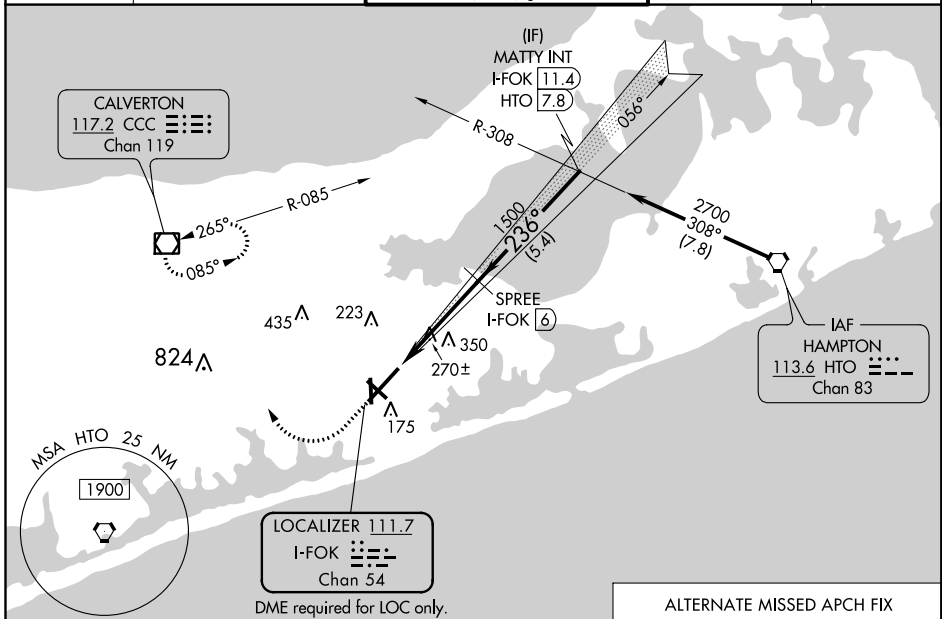 (IF)
MATTY INT
I-FOK 11.4
HTO 7.8
056°
R-308
CALVERTON
117.2 CCC
Chan 119
R-085
265°
085°
1500
236°
(5.4)
2700
308°
(7.8)
SPREE
I-FOK 6
435
223
350
270±
824
175
IAF
HAMPTON
113.6 HTO
Chan 83
MSA HTO 25 NM
1900
LOCALIZER 111.7
I-FOK
Chan 54
DME required for LOC only.
ALTERNATE MISSED APCH FIX